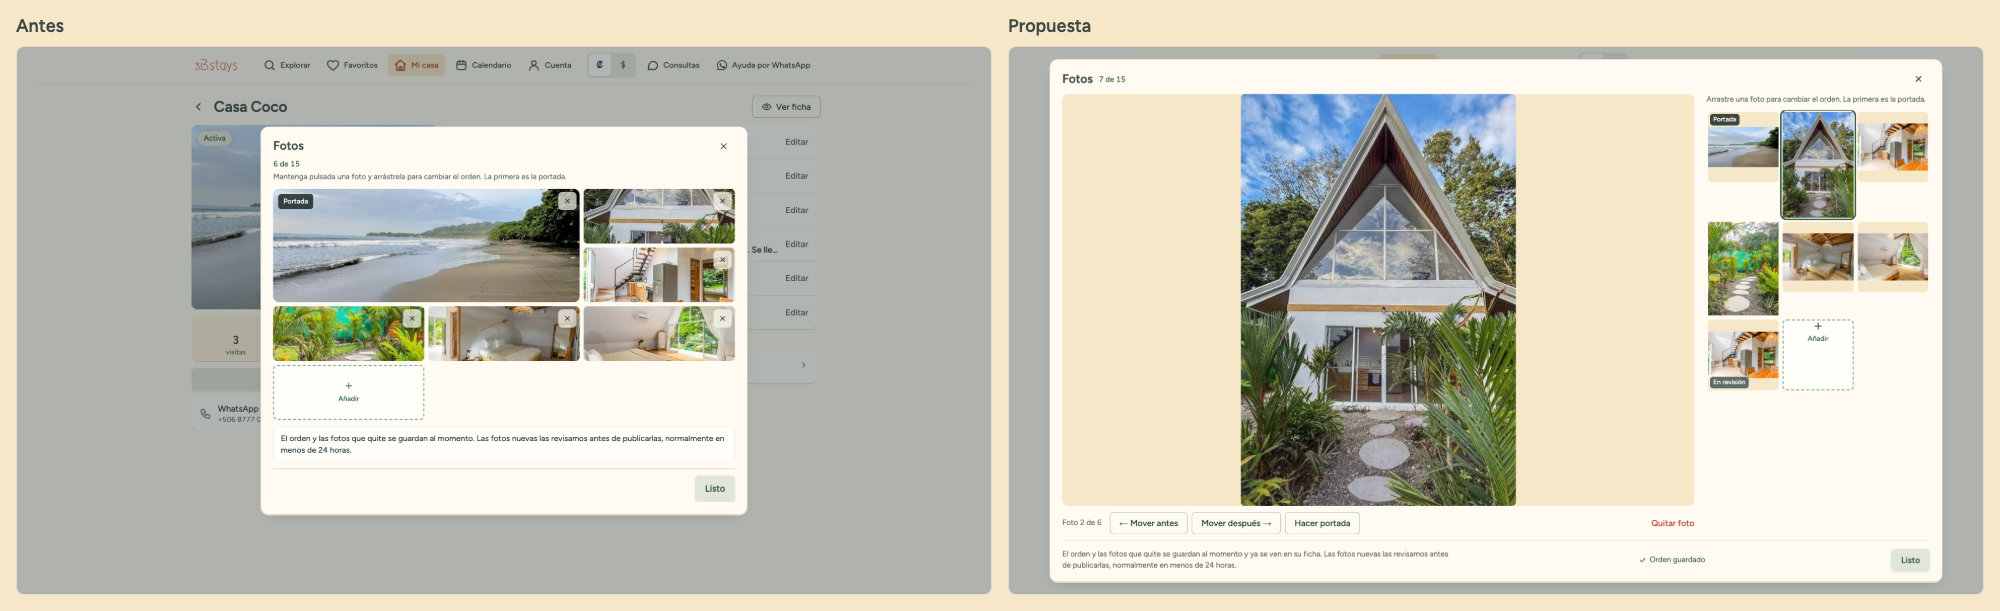 Antes
3Bstays
Explorar
Favoritos
Mi casa
Calendario
Cuenta
₡
$
Consultas
Ayuda por WhatsApp
Casa Coco
Ver ficha
Activa
Editar
Editar
Editar
. Se lle... Editar
Editar
Editar
3
visitas
WhatsApp
+506 8777
Fotos
6 de 15
Mantenga pulsada una foto y arrástrela para cambiar el orden. La primera es la portada.
Portada
+
Añadir
El orden y las fotos que quite se guardan al momento. Las fotos nuevas las revisamos antes de publicarlas, normalmente en
menos de 24 horas.
Listo
Propuesta
Fotos 7 de 15
Arrastre una foto para cambiar el orden. La primera es la portada.
Portada
En revisión
+
Añadir
Foto 2 de 6
← Mover antes
Mover después →
Hacer portada
Quitar foto
El orden y las fotos que quite se guardan al momento y ya se ven en su ficha. Las fotos nuevas las revisamos antes
de publicarlas, normalmente en menos de 24 horas.
✓ Orden guardado
Listo